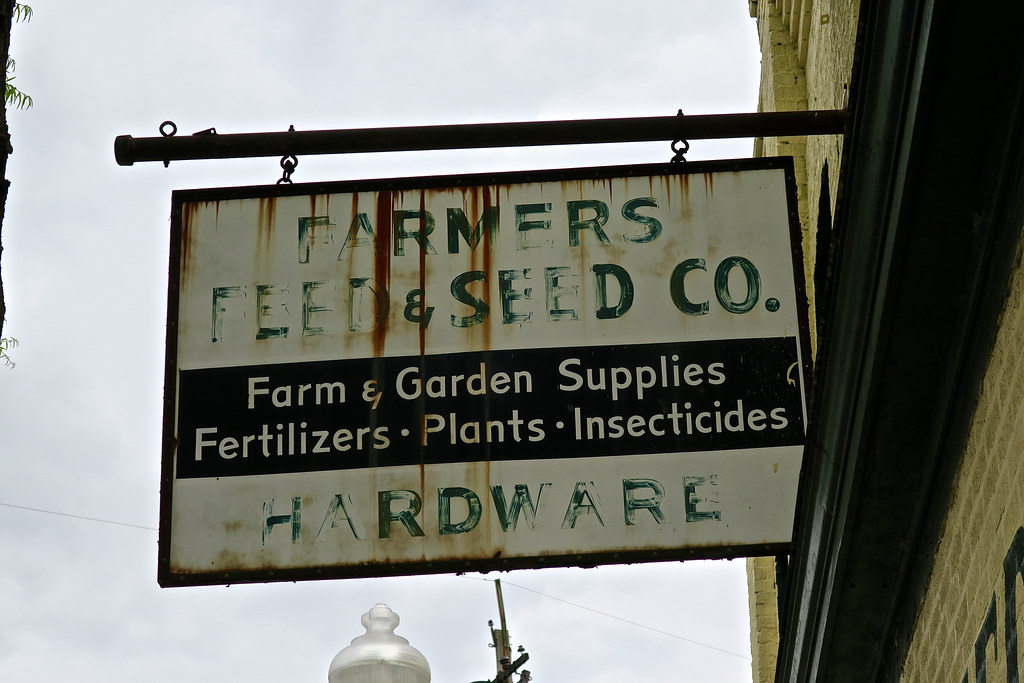 FARMERS
FEED & SEED CO.
Farm & Garden Supplies
Fertilizers · Plants · Insecticides
HARDWARE